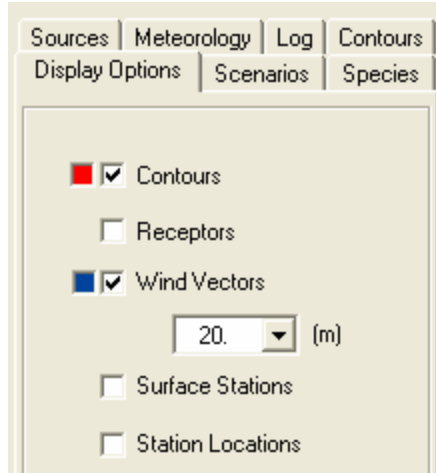 Sources Meteorology Log Contours
Display Options Scenarios Species
Contours
Receptors
Wind Vectors
20. (m)
Surface Stations
Station Locations